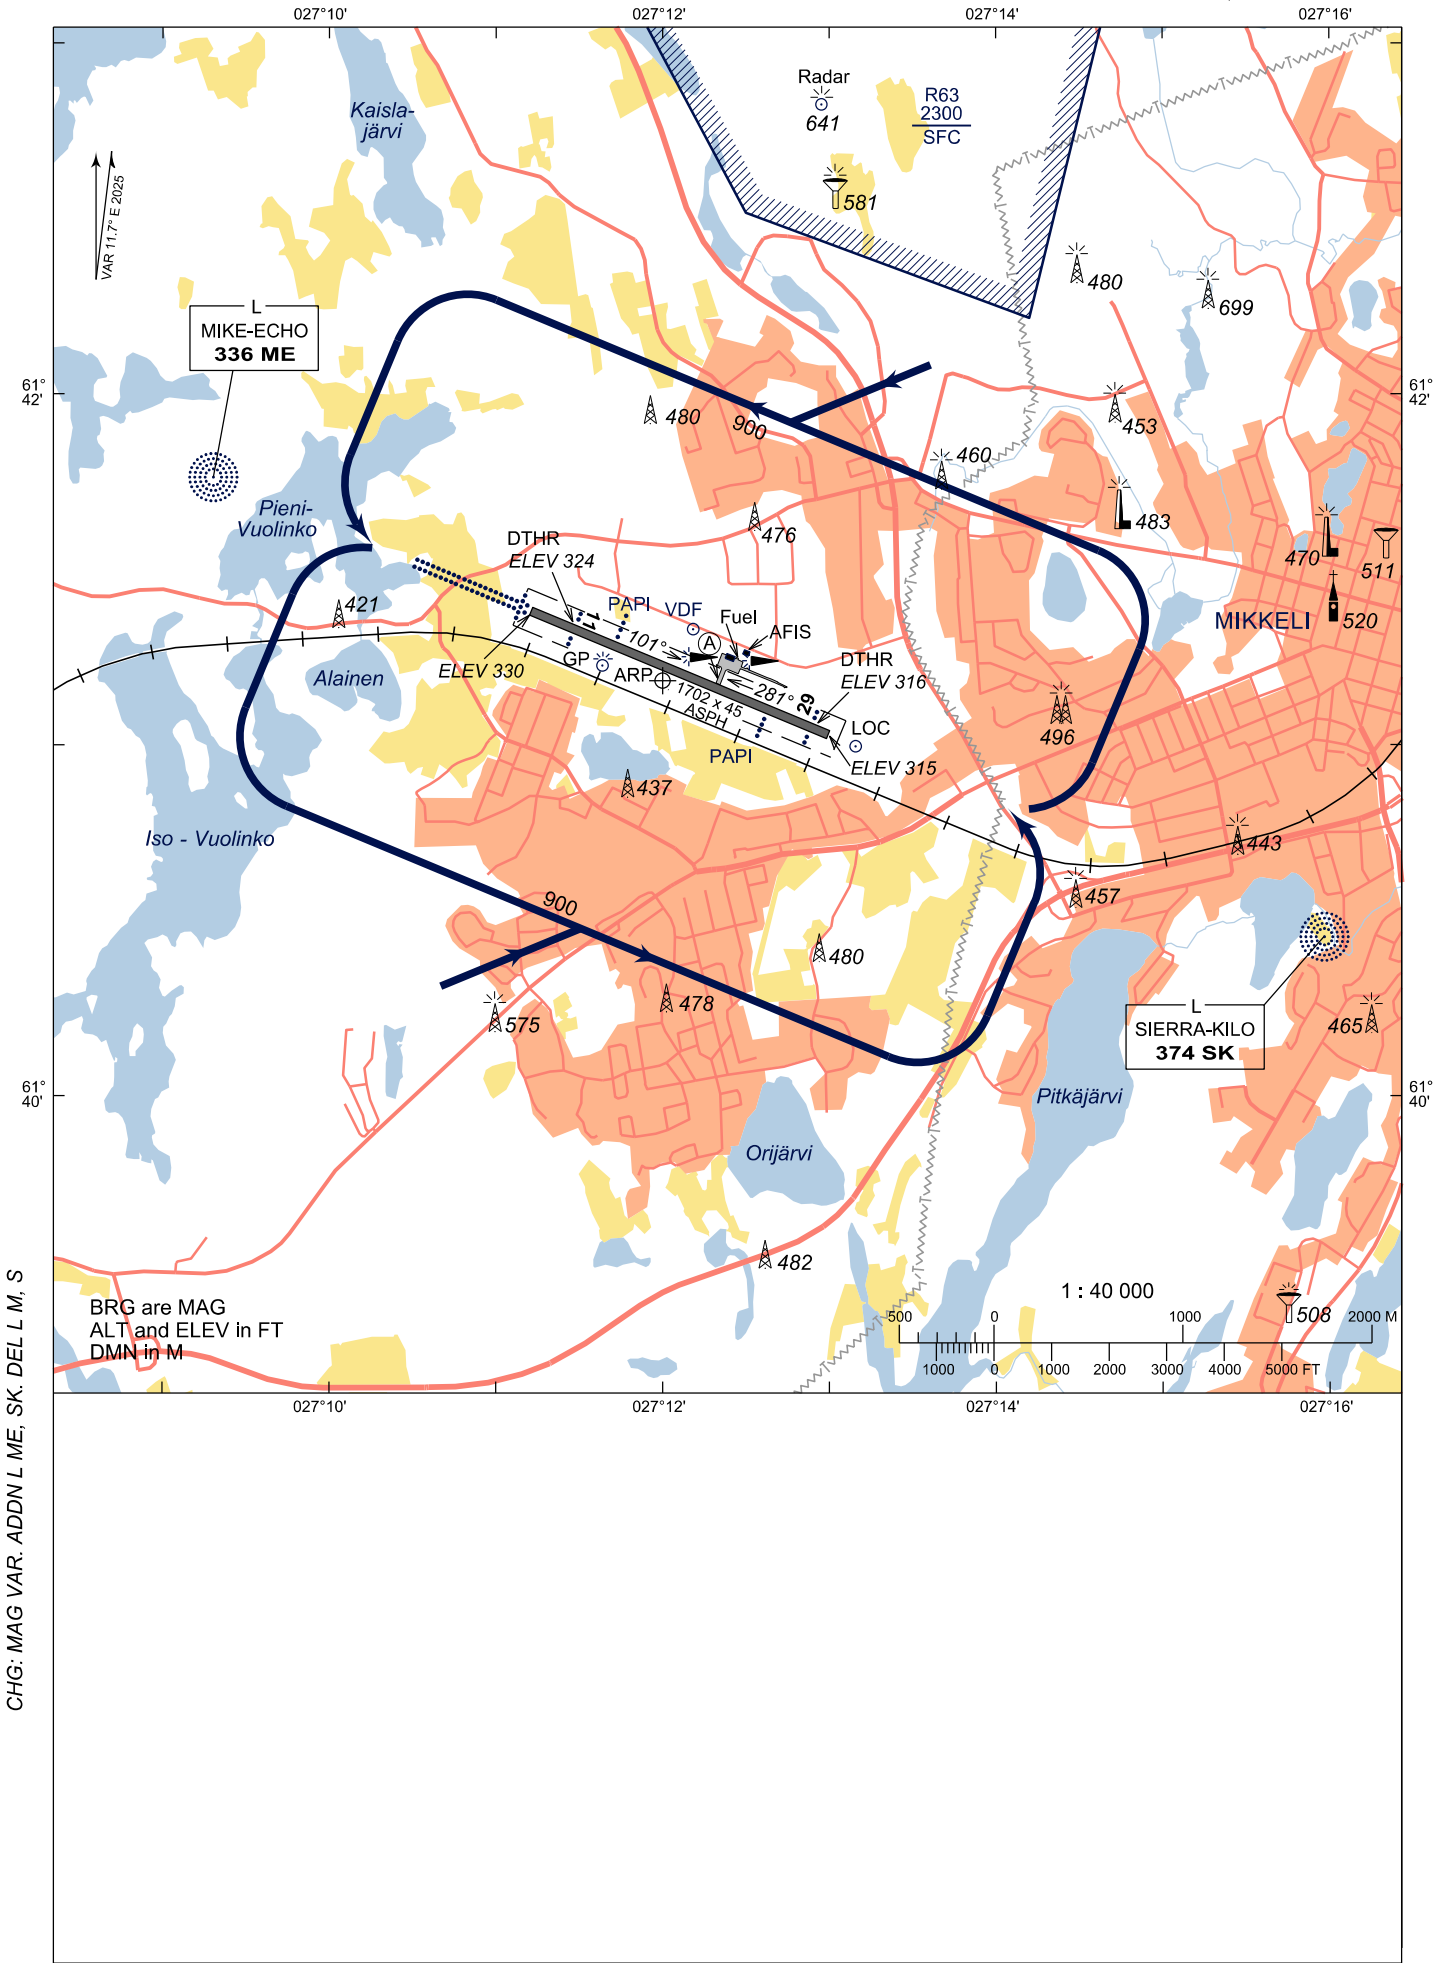 027°10'
027°12'
027°14'
027°16'
Kaisla-
järvi
Radar
641
R63
2300
SFC
581
VAR 11.7° E 2025
480
699
L
MIKE-ECHO
336 ME
61°
42'
61°
42'
480
900
453
460
Pieni-
Vuolinko
476
483
470
511
DTHR
ELEV 324
421
11
PAPI
VDF
Fuel
A
AFIS
101°
MIKKELI
520
GP
ELEV 330
ARP
DTHR
ELEV 316
281°
29
1702 x 45
ASPH
Alainen
LOC
PAPI
ELEV 315
496
437
Iso - Vuolinko
443
457
900
480
478
575
L
SIERRA-KILO
374 SK
465
61°
40'
61°
40'
Pitkäjärvi
Orijärvi
482
BRG are MAG
ALT and ELEV in FT
DMN in M
1 : 40 000
508
500
0
1000
2000 M
1000
0
1000
2000
3000
4000
5000 FT
027°10'
027°12'
027°14'
027°16'
CHG: MAG VAR. ADDN L ME, SK. DEL L M, S